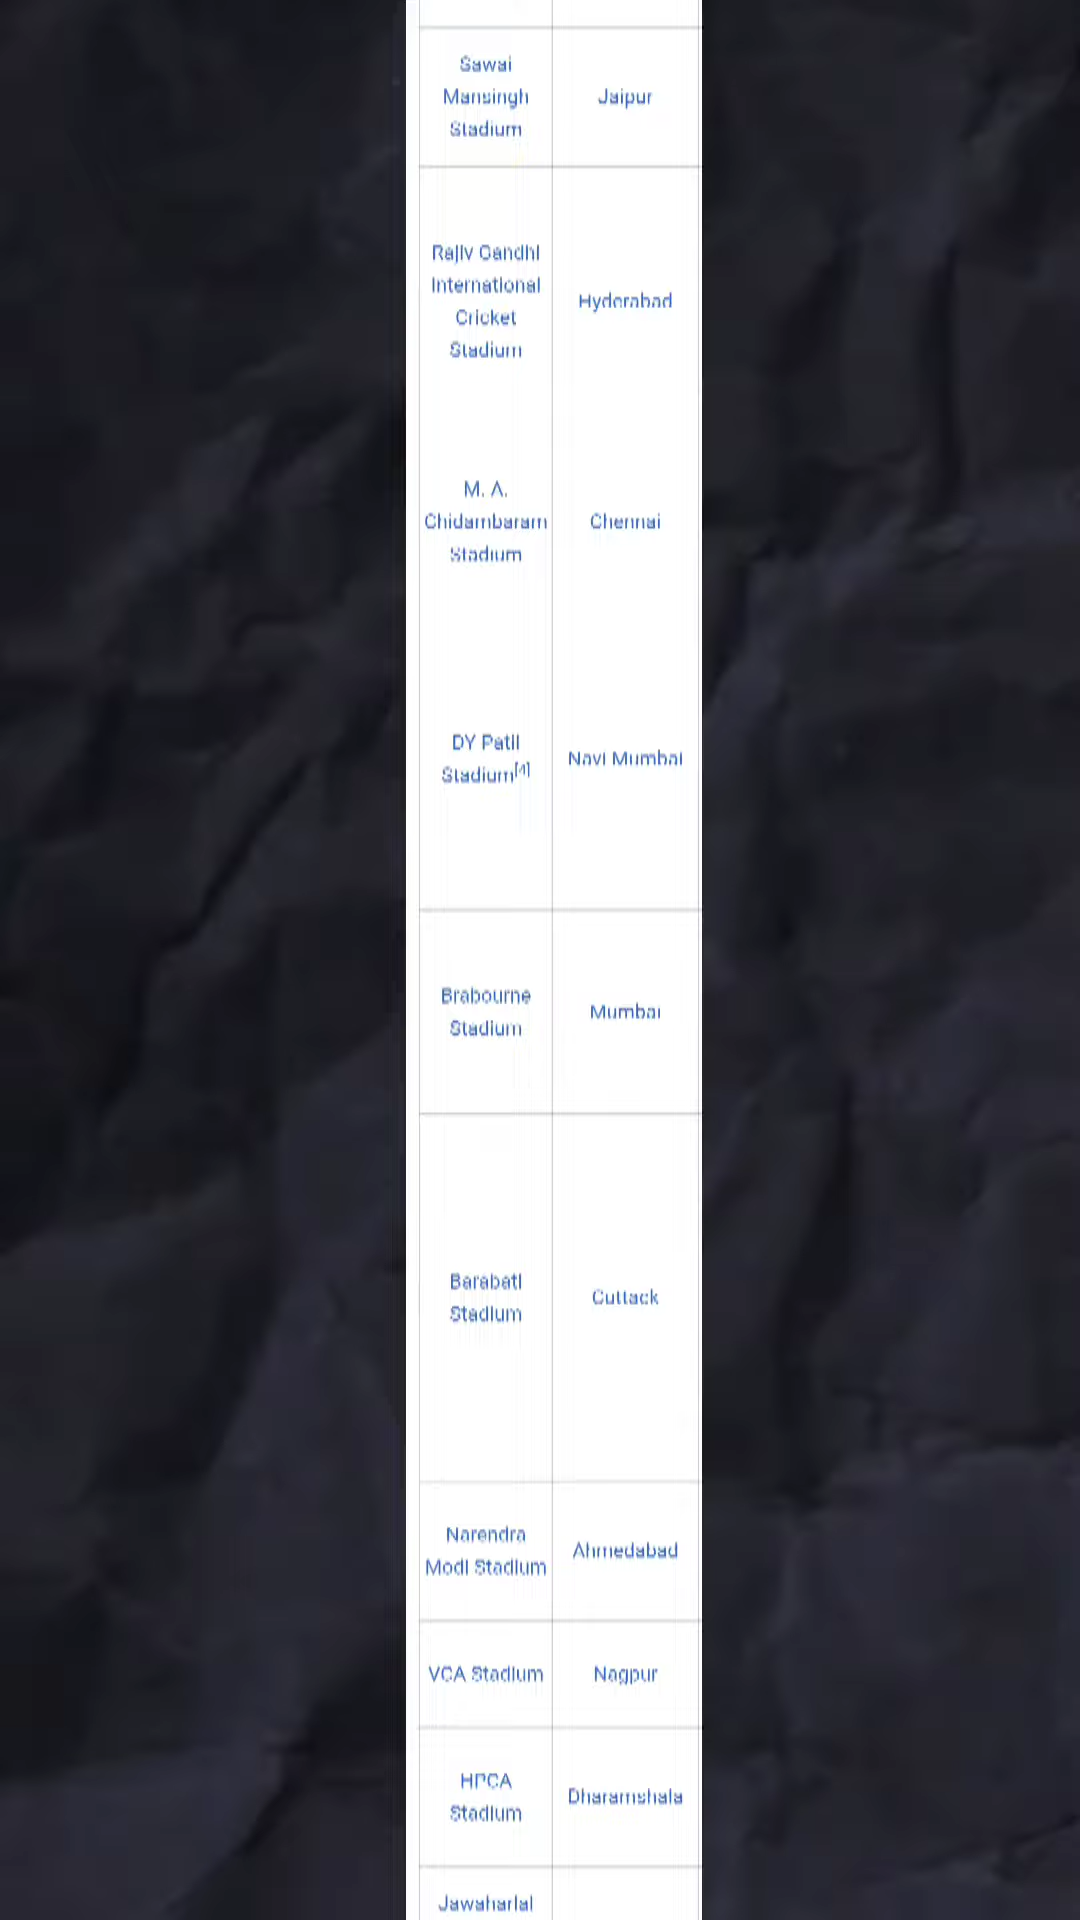 Sawai
Mansingh
Stadium
Jaipur
Rajiv Gandhi
International
Cricket
Stadium
Hyderabad
M. A.
Chidambaram
Stadium
Chennai
DY Patil
Stadium[4]
Navi Mumbai
Brabourne
Stadium
Mumbai
Barabati
Stadium
Cuttack
Narendra
Modi Stadium
Ahmedabad
VCA Stadium
Nagpur
HPCA
Stadium
Dharamshala
Jawaharlal